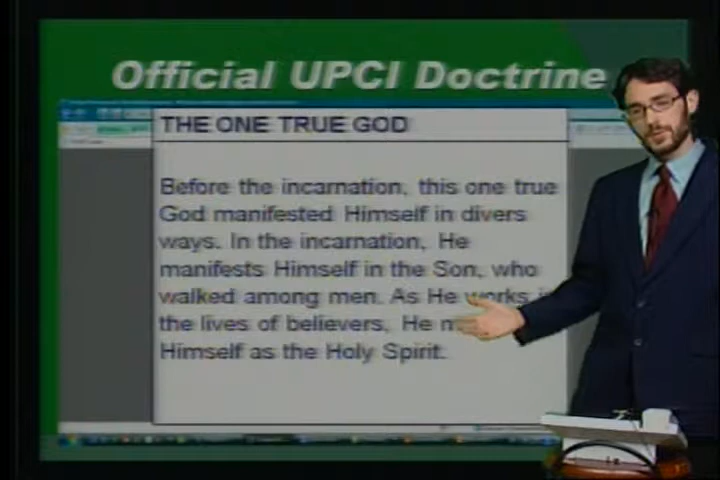 Official UPCI Doctrine
THE ONE TRUE GOD
Before the incarnation, this one true
God manifested Himself in divers
ways. In the incarnation, He
manifests Himself in the Son, who
walked among men. As He works
the lives of believers, He
Himself as the Holy Spirit.